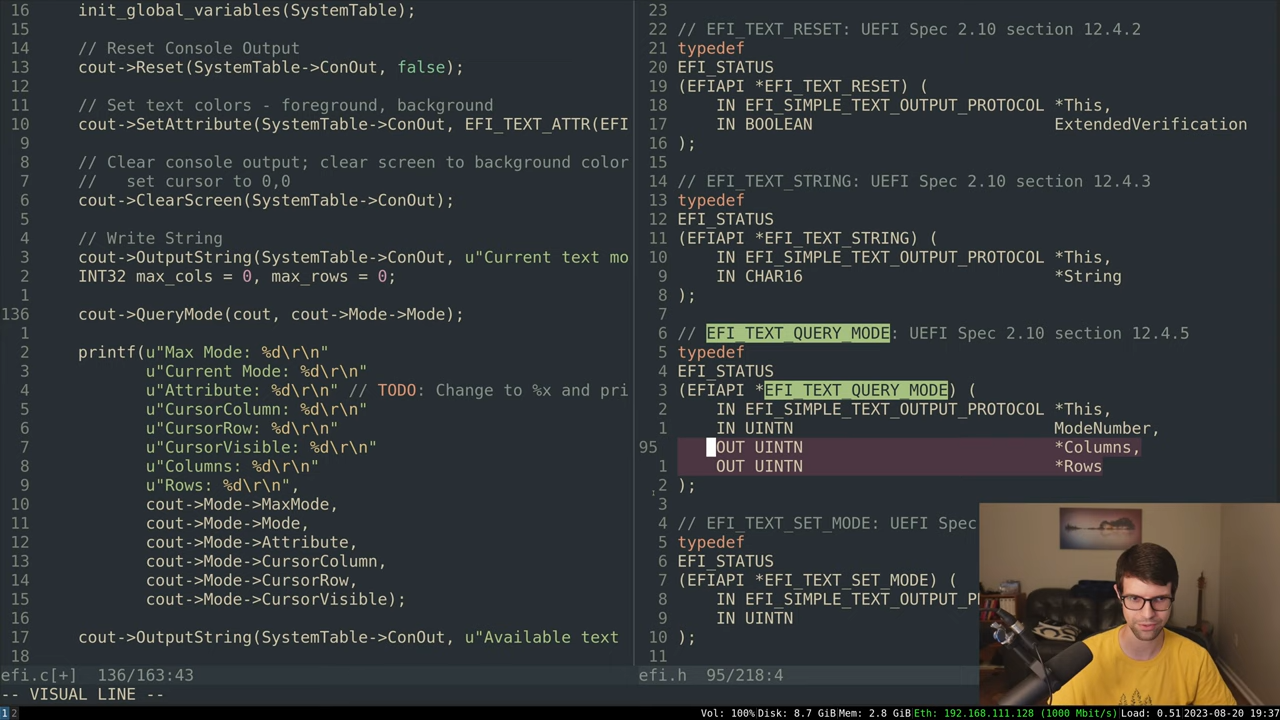 16 init_global_variables(SystemTable);
15
14 // Reset Console Output
13 cout->Reset(SystemTable->ConOut, false);
12
11 // Set text colors - foreground, background
10 cout->SetAttribute(SystemTable->ConOut, EFI_TEXT_ATTR(EFI
9
8 // Clear console output; clear screen to background color
7 //   set cursor to 0,0
6 cout->ClearScreen(SystemTable->ConOut);
5
4 // Write String
3 cout->OutputString(SystemTable->ConOut, u"Current text mo
2 INT32 max_cols = 0, max_rows = 0;
1
136 cout->QueryMode(cout, cout->Mode->Mode);
1
2 printf(u"Max Mode: %d\r\n"
3 u"Current Mode: %d\r\n"
4 u"Attribute: %d\r\n" // TODO: Change to %x and pri
5 u"CursorColumn: %d\r\n"
6 u"CursorRow: %d\r\n"
7 u"CursorVisible: %d\r\n"
8 u"Columns: %d\r\n"
9 u"Rows: %d\r\n",
10 cout->Mode->MaxMode,
11 cout->Mode->Mode,
12 cout->Mode->Attribute,
13 cout->Mode->CursorColumn,
14 cout->Mode->CursorRow,
15 cout->Mode->CursorVisible);
16
17 cout->OutputString(SystemTable->ConOut, u"Available text
18
efi.c[+] 136/163:43
-- VISUAL LINE --
23
22 // EFI_TEXT_RESET: UEFI Spec 2.10 section 12.4.2
21 typedef
20 EFI_STATUS
19 (EFIAPI *EFI_TEXT_RESET) (
18 IN EFI_SIMPLE_TEXT_OUTPUT_PROTOCOL *This,
17 IN BOOLEAN ExtendedVerification
16 );
15
14 // EFI_TEXT_STRING: UEFI Spec 2.10 section 12.4.3
13 typedef
12 EFI_STATUS
11 (EFIAPI *EFI_TEXT_STRING) (
10 IN EFI_SIMPLE_TEXT_OUTPUT_PROTOCOL *This,
9 IN CHAR16 *String
8 );
7
6 // EFI_TEXT_QUERY_MODE: UEFI Spec 2.10 section 12.4.5
5 typedef
4 EFI_STATUS
3 (EFIAPI *EFI_TEXT_QUERY_MODE) (
2 IN EFI_SIMPLE_TEXT_OUTPUT_PROTOCOL *This,
1 IN UINTN ModeNumber,
95 OUT UINTN *Columns,
1 OUT UINTN *Rows
2 );
3
4 // EFI_TEXT_SET_MODE: UEFI Spec
5 typedef
6 EFI_STATUS
7 (EFIAPI *EFI_TEXT_SET_MODE) (
8 IN EFI_SIMPLE_TEXT_OUTPUT_P
9 IN UINTN
10 );
11
efi.h 95/218:4
1 2 Vol: 100% Disk: 8.7 GiB Mem: 2.8 GiB Eth: 192.168.111.128 (1000 Mbit/s) Load: 0.51 2023-08-20 19:37